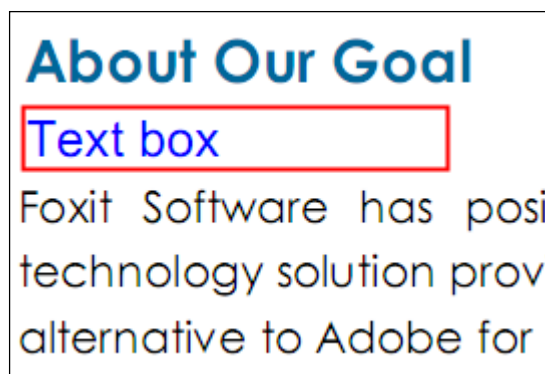 About Our Goal
Text box
Foxit Software has posi
technology solution prov
alternative to Adobe for